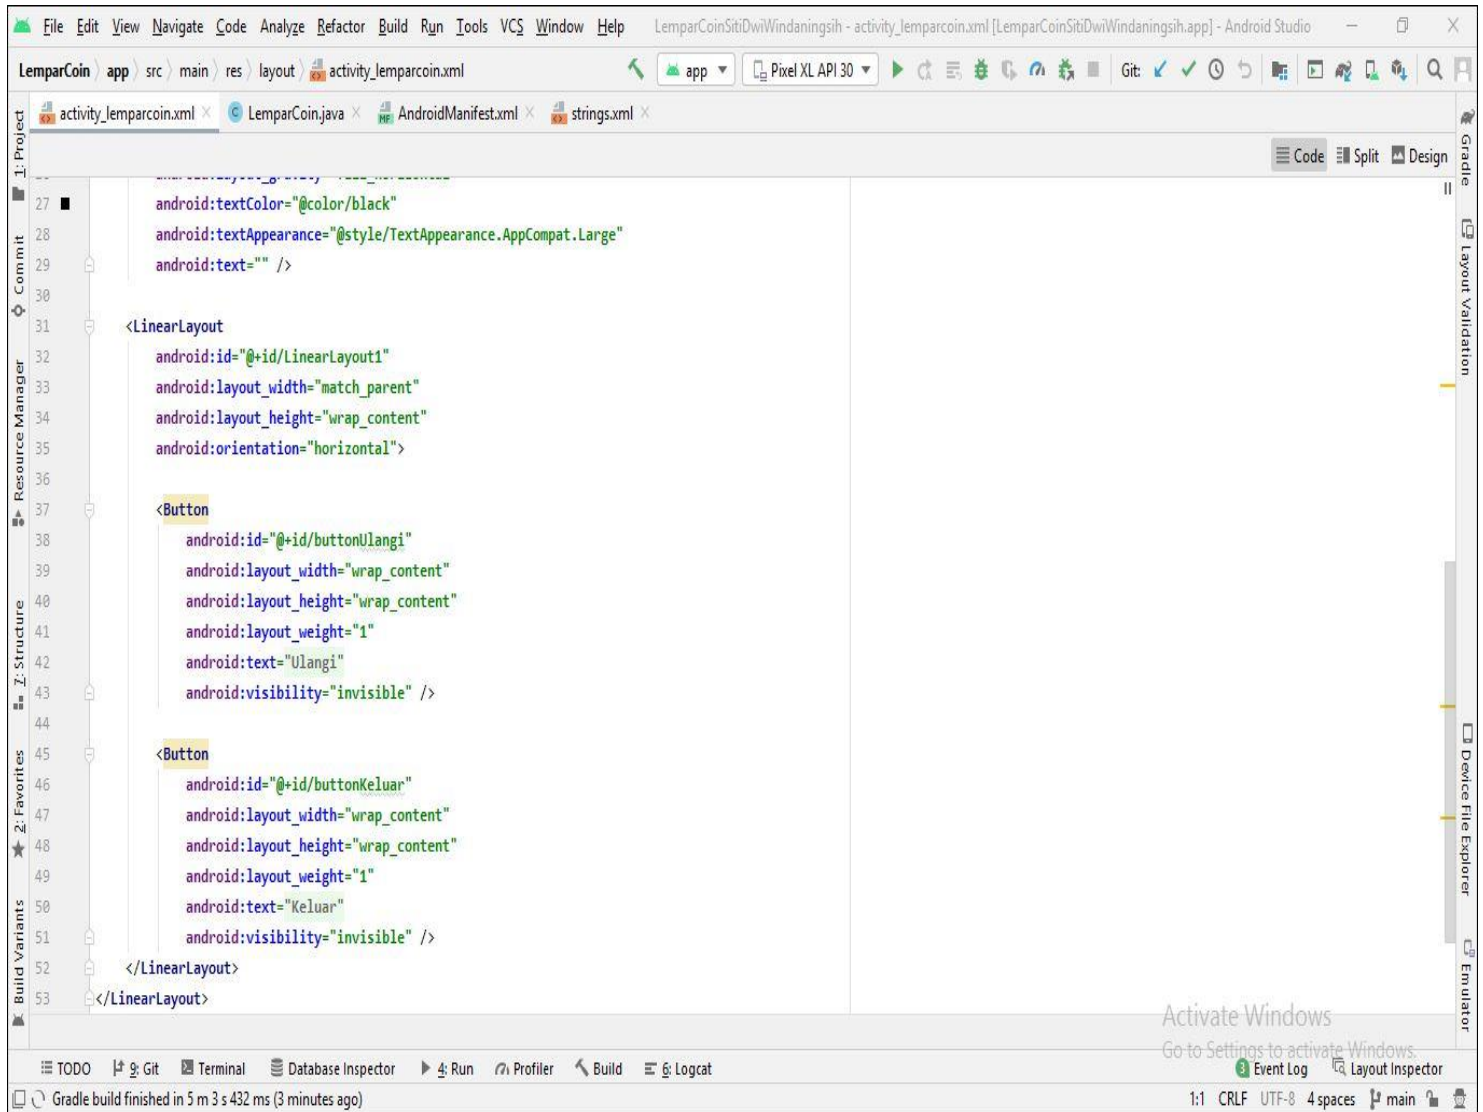 File Edit View Navigate Code Analyze Refactor Build Run Tools VCS Window Help LemparCoinSitiDwiWindaningsih - activity_lemparcoin.xml [LemparCoinSitiDwiWindaningsih.app] - Android Studio
LemparCoin app src main res layout activity_lemparcoin.xml app Pixel XL API 30 Git:
activity_lemparcoin.xml LemparCoin.java AndroidManifest.xml strings.xml
Code Split Design
27 android:textColor="@color/black"
28 android:textAppearance="@style/TextAppearance.AppCompat.Large"
29 android:text="" />
30
31 <LinearLayout
32 android:id="@+id/LinearLayout1"
33 android:layout_width="match_parent"
34 android:layout_height="wrap_content"
35 android:orientation="horizontal">
36
37 <Button
38 android:id="@+id/buttonUlangi"
39 android:layout_width="wrap_content"
40 android:layout_height="wrap_content"
41 android:layout_weight="1"
42 android:text="Ulangi"
43 android:visibility="invisible" />
44
45 <Button
46 android:id="@+id/buttonKeluar"
47 android:layout_width="wrap_content"
48 android:layout_height="wrap_content"
49 android:layout_weight="1"
50 android:text="Keluar"
51 android:visibility="invisible" />
52 </LinearLayout>
53 </LinearLayout>
1: Project
Commit
Resource Manager
7: Structure
2: Favorites
Build Variants
Gradle
Layout Validation
Device File Explorer
Emulator
Activate Windows
Go to Settings to activate Windows.
TODO 9: Git Terminal Database Inspector 4: Run Profiler Build 6: Logcat 3 Event Log Layout Inspector
Gradle build finished in 5 m 3 s 432 ms (3 minutes ago) 1:1 CRLF UTF-8 4 spaces main